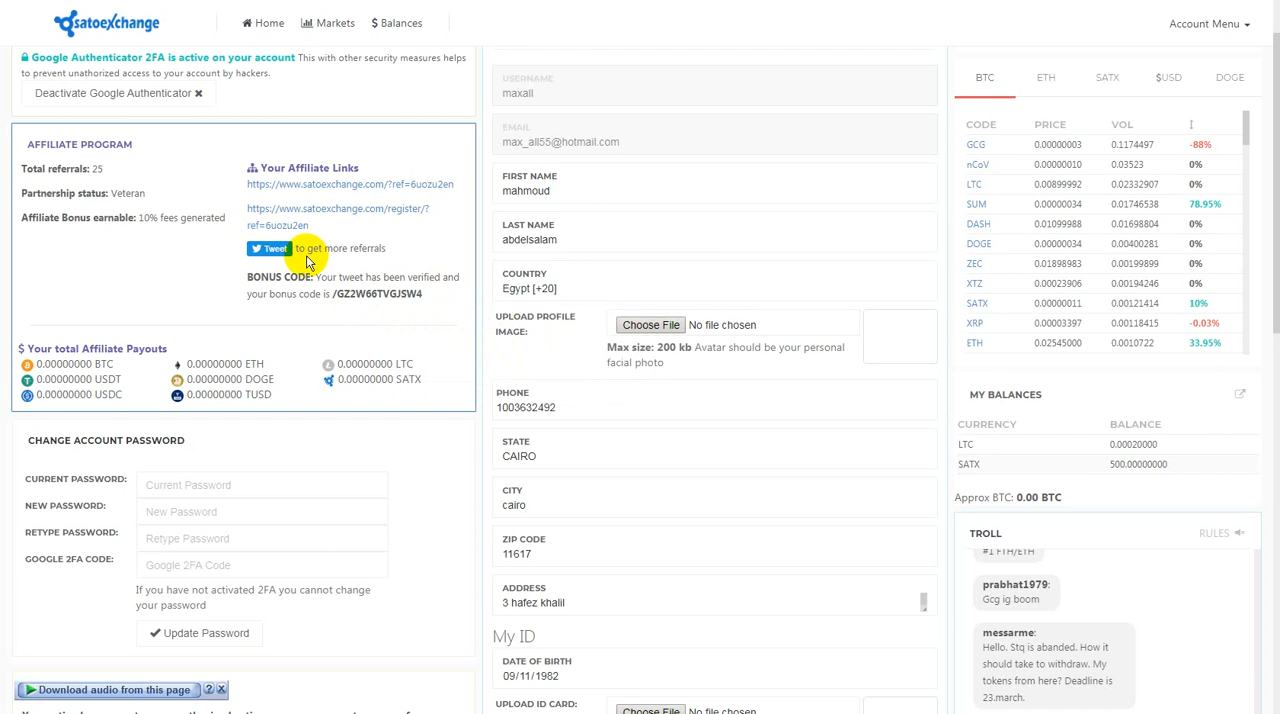 satoexchange
Home
Markets
$ Balances
Account Menu
Google Authenticator 2FA is active on your account This with other security measures helps
to prevent unathorized access to your account by hackers.
Deactivate Google Authenticator ✖
AFFILIATE PROGRAM
Total referrals: 25
Partnership status: Veteran
Affiliate Bonus earnable: 10% fees generated
Your Affiliate Links
https://www.satoexchange.com/?ref=6uozu2en
https://www.satoexchange.com/register/?
ref=6uozu2en
Tweet to get more referrals
BONUS CODE: Your tweet has been verified and
your bonus code is /GZ2W66TVGJSW4
$ Your total Affiliate Payouts
0.00000000 BTC
0.00000000 ETH
0.00000000 LTC
0.00000000 USDT
0.00000000 DOGE
0.00000000 SATX
0.00000000 USDC
0.00000000 TUSD
CHANGE ACCOUNT PASSWORD
CURRENT PASSWORD:
Current Password
NEW PASSWORD:
New Password
RETYPE PASSWORD:
Retype Password
GOOGLE 2FA CODE:
Google 2FA Code
If you have not activated 2FA you cannot change
your password
✔ Update Password
Download audio from this page ? X
USERNAME
maxall
EMAIL
max_all55@hotmail.com
FIRST NAME
mahmoud
LAST NAME
abdelsalam
COUNTRY
Egypt [+20]
UPLOAD PROFILE
IMAGE:
Choose File No file chosen
Max size: 200 kb Avatar should be your personal
facial photo
PHONE
1003632492
STATE
CAIRO
CITY
cairo
ZIP CODE
11617
ADDRESS
3 hafez khalil
My ID
DATE OF BIRTH
09/11/1982
UPLOAD ID CARD:
Choose File No file chosen
BTC ETH SATX $USD DOGE
CODE PRICE VOL
GCG 0.00000003 0.1174497 -88%
nCoV 0.00000010 0.03523 0%
LTC 0.00899992 0.02332907 0%
SUM 0.00000034 0.01746538 78.95%
DASH 0.01099988 0.01698804 0%
DOGE 0.00000034 0.00400281 0%
ZEC 0.01898983 0.00199899 0%
XTZ 0.00023906 0.00194246 0%
SATX 0.00000011 0.00121414 10%
XRP 0.00003397 0.00118415 -0.03%
ETH 0.02545000 0.0010722 33.95%
MY BALANCES
CURRENCY BALANCE
LTC 0.00020000
SATX 500.00000000
Approx BTC: 0.00 BTC
TROLL
RULES
#1 FTH/ETH
prabhat1979:
Gcg ig boom
messarme:
Hello. Stq is abanded. How it
should take to withdraw. My
tokens from here? Deadline is
23.march.